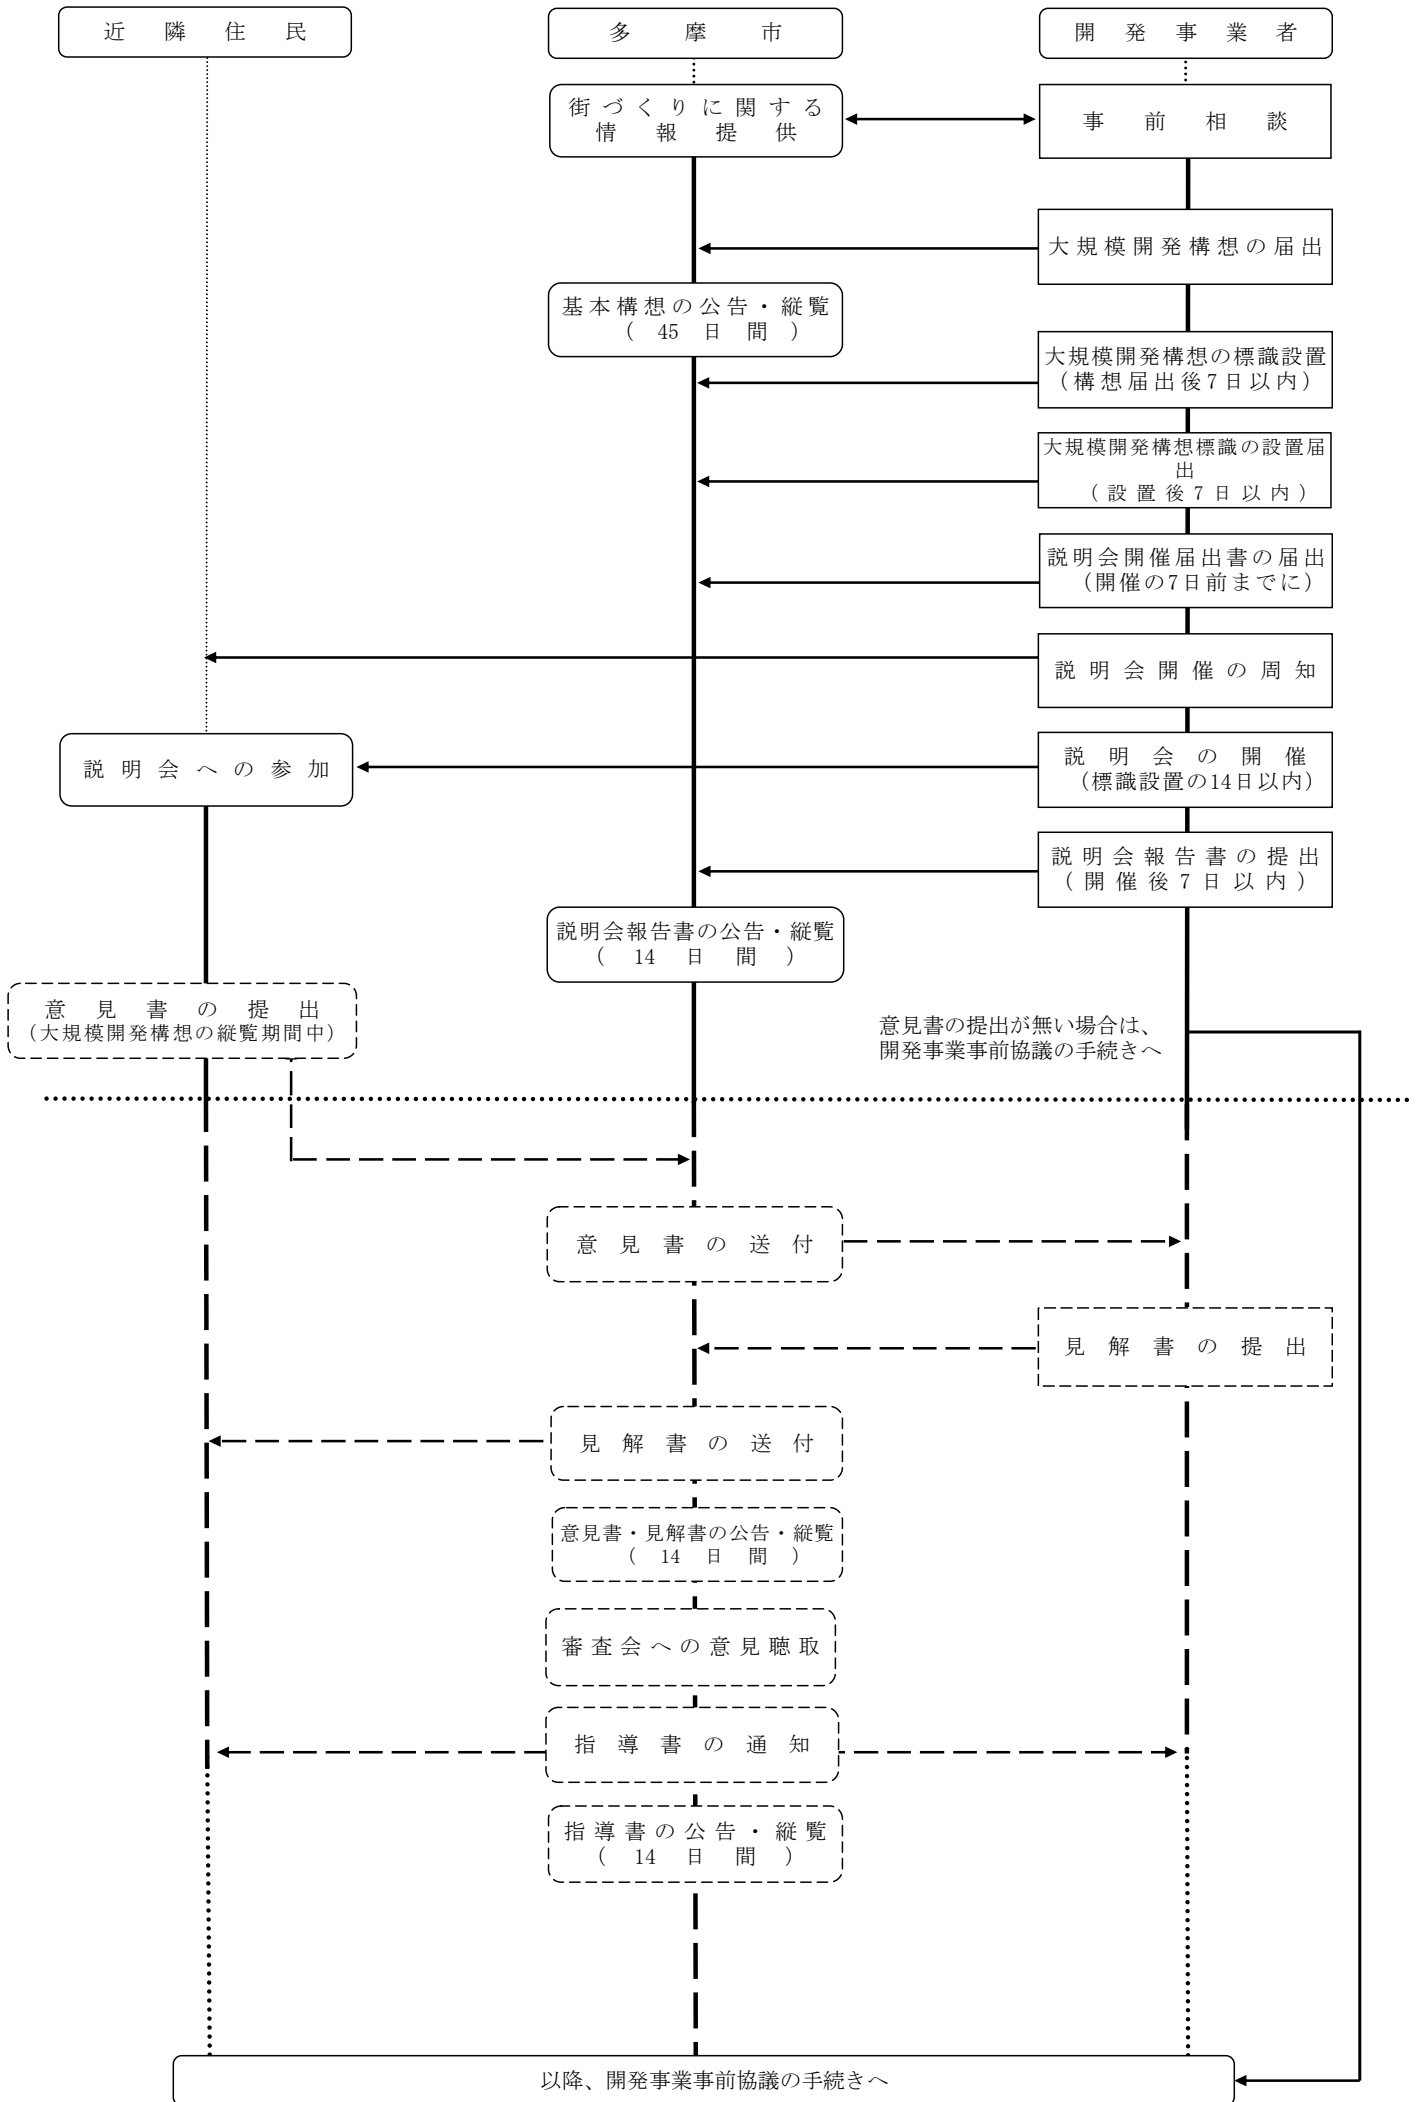 近隣住民
多摩市
開発事業者
街づくりに関する
情報提供
事前相談
大規模開発構想の届出
基本構想の公告・縦覧
（45日間）
大規模開発構想の標識設置
（構想届出後7日以内）
大規模開発構想標識の設置届
出
（設置後7日以内）
説明会開催届出書の届出
（開催の7日前までに）
説明会開催の周知
説明会への参加
説明会の開催
（標識設置の14日以内）
説明会報告書の提出
（開催後7日以内）
説明会報告書の公告・縦覧
（14日間）
意見書の提出
（大規模開発構想の縦覧期間中）
意見書の提出が無い場合は、
開発事業事前協議の手続きへ
意見書の送付
見解書の提出
見解書の送付
意見書・見解書の公告・縦覧
（14日間）
審査会への意見聴取
指導書の通知
指導書の公告・縦覧
（14日間）
以降、開発事業事前協議の手続きへ